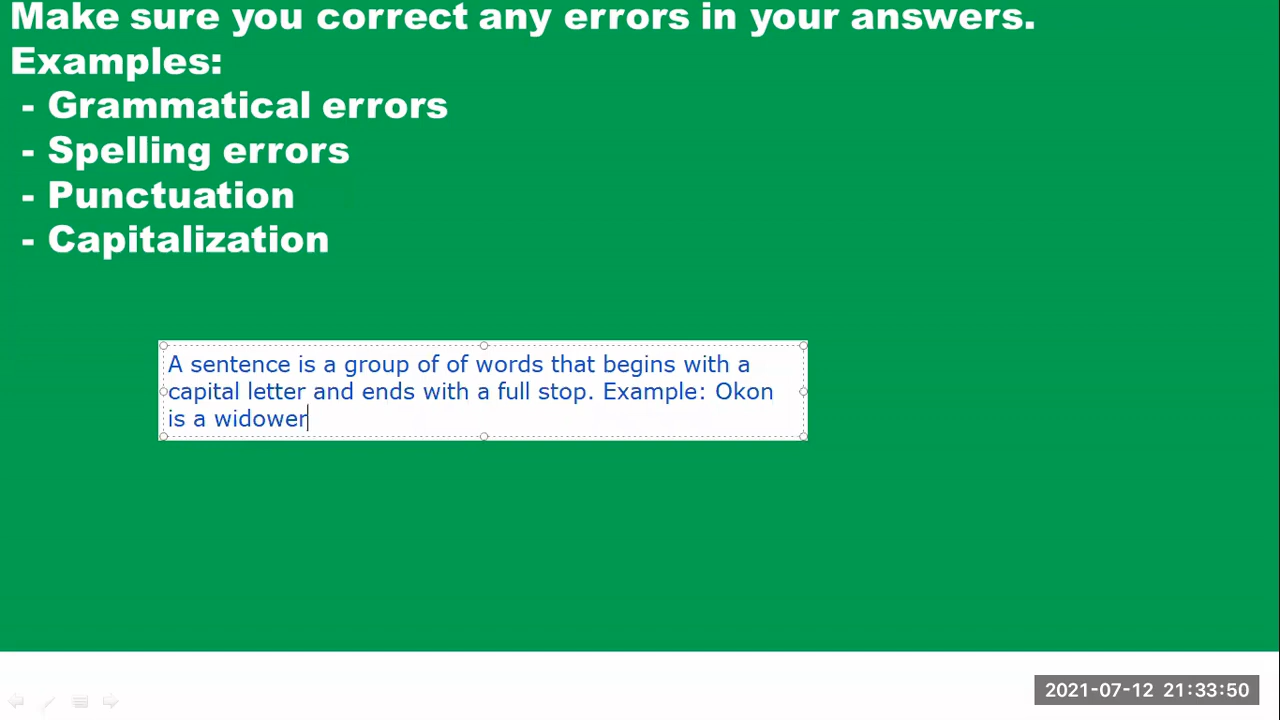 Make sure you correct any errors in your answers.
Examples:
- Grammatical errors
- Spelling errors
- Punctuation
- Capitalization
A sentence is a group of of words that begins with a
capital letter and ends with a full stop. Example: Okon
is a widower
2021-07-12 21:33:50